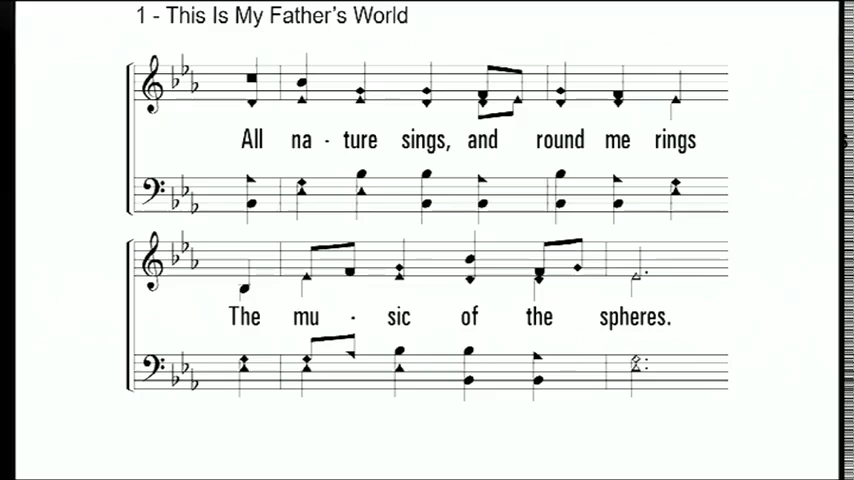 1 - This Is My Father's World
All na - ture sings, and round me rings
The mu - sic of the spheres.